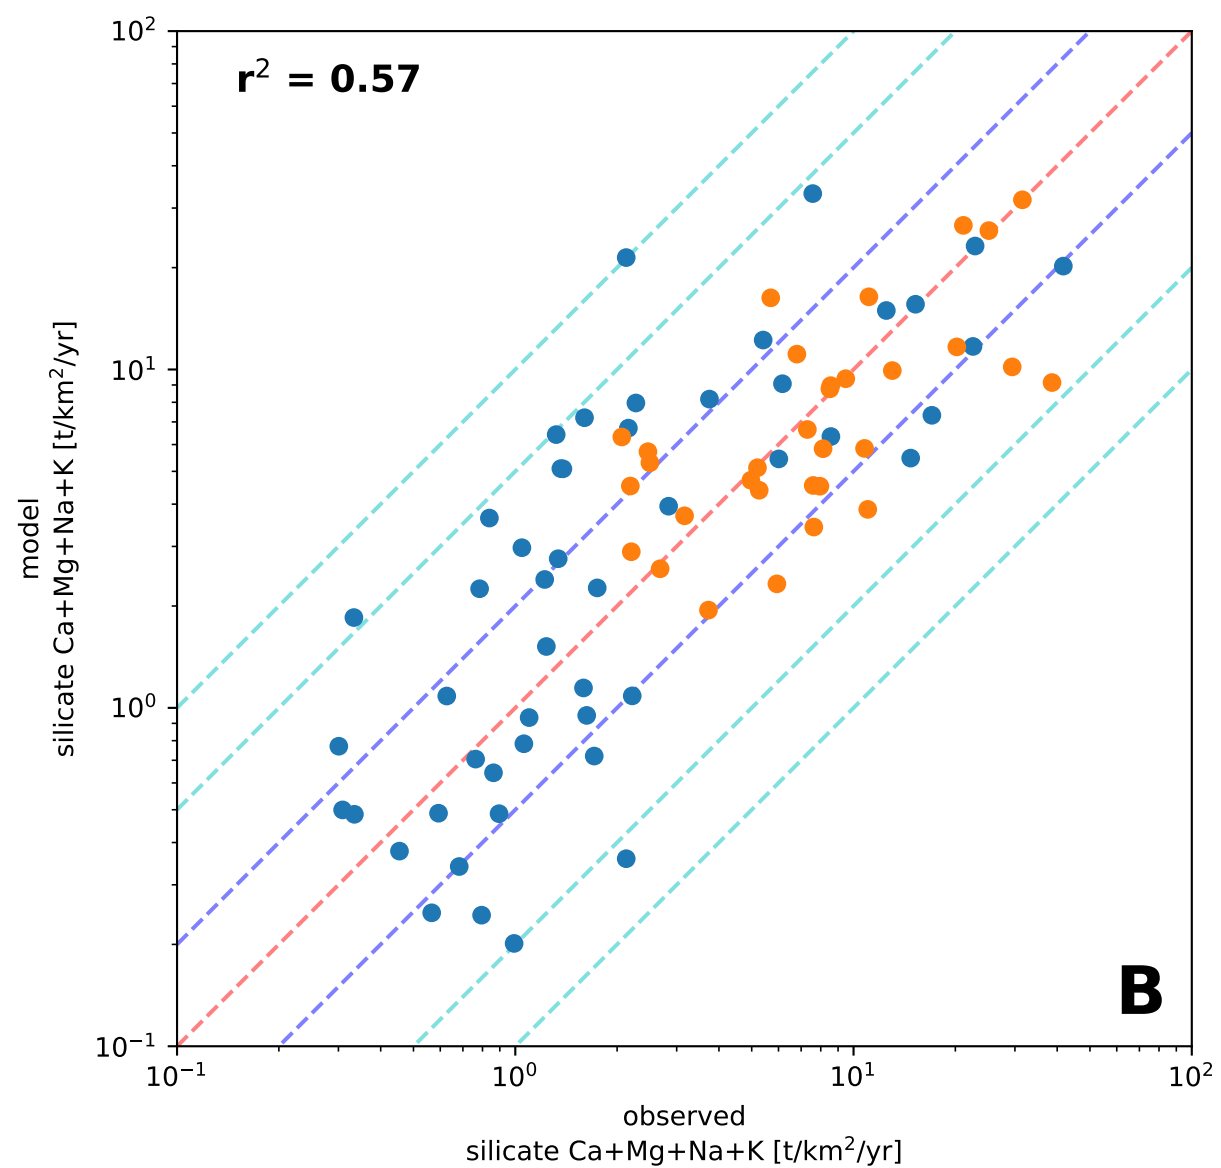 r² = 0.57
10²
10¹
10⁰
10⁻¹
model
silicate Ca+Mg+Na+K [t/km²/yr]
B
10⁻¹ 10⁰ 10¹ 10²
observed
silicate Ca+Mg+Na+K [t/km²/yr]